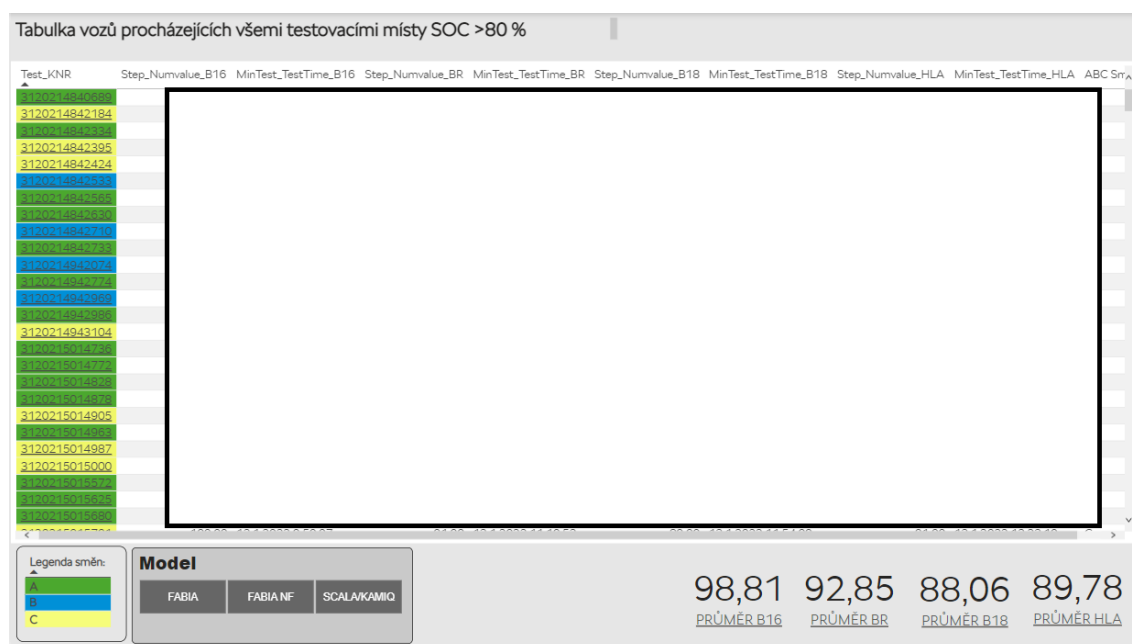 Tabulka vozů procházejících všemi testovacími místy SOC >80 %
Test_KNR Step_Numvalue_B16 MinTest_TestTime_B16 Step_Numvalue_BR MinTest_TestTime_BR Step_Numvalue_B18 MinTest_TestTime_B18 Step_Numvalue_HLA MinTest_TestTime_HLA ABC Sm
3120214840689
3120214842184
3120214842334
3120214842395
3120214842424
3120214842533
3120214842565
3120214842630
3120214842710
3120214842733
3120214942074
3120214942774
3120214942969
3120214942986
3120214943104
3120215014736
3120215014772
3120215014828
3120215014878
3120215014905
3120215014963
3120215014987
3120215015000
3120215015572
3120215015625
3120215015680
Legenda směn:
A
B
C
Model
FABIA FABIA NF SCALA/KAMIQ
98,81 92,85 88,06 89,78
PRŮMĚR B16 PRŮMĚR BR PRŮMĚR B18 PRŮMĚR HLA